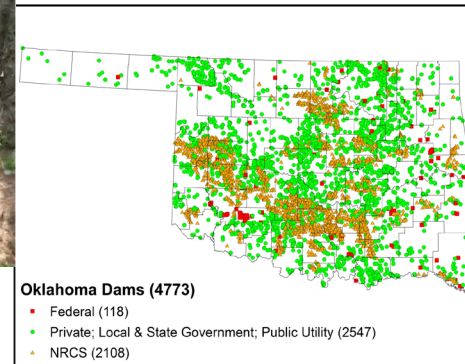 Oklahoma Dams (4773)
Federal (118)
Private; Local & State Government; Public Utility (2547)
NRCS (2108)